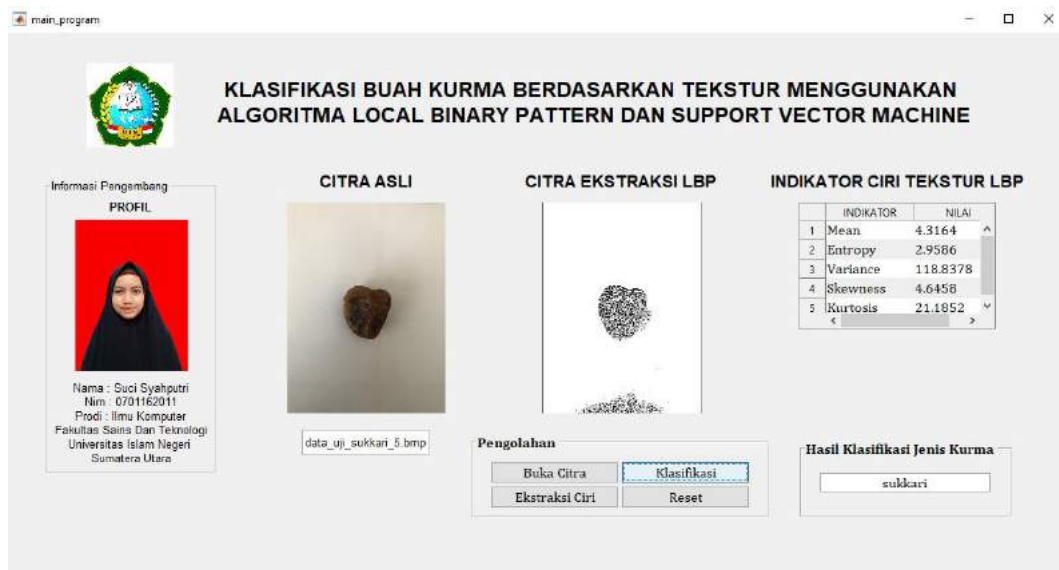 main_program
KLASIFIKASI BUAH KURMA BERDASARKAN TEKSTUR MENGGUNAKAN
ALGORITMA LOCAL BINARY PATTERN DAN SUPPORT VECTOR MACHINE
Informasi Pengembang
PROFIL
Nama : Suci Syahputri
Nim : 0701162011
Prodi : Ilmu Komputer
Fakultas Sains Dan Teknologi
Universitas Islam Negeri
Sumatera Utara
CITRA ASLI
data_uji_sukkari_5.bmp
CITRA EKSTRAKSI LBP
INDIKATOR CIRI TEKSTUR LBP
INDIKATOR NILAI
1 Mean 4.3164
2 Entropy 2.9586
3 Variance 118.8378
4 Skewness 4.6458
5 Kurtosis 21.1852
Pengolahan
Buka Citra Klasifikasi
Ekstraksi Ciri Reset
Hasil Klasifikasi Jenis Kurma
sukkari